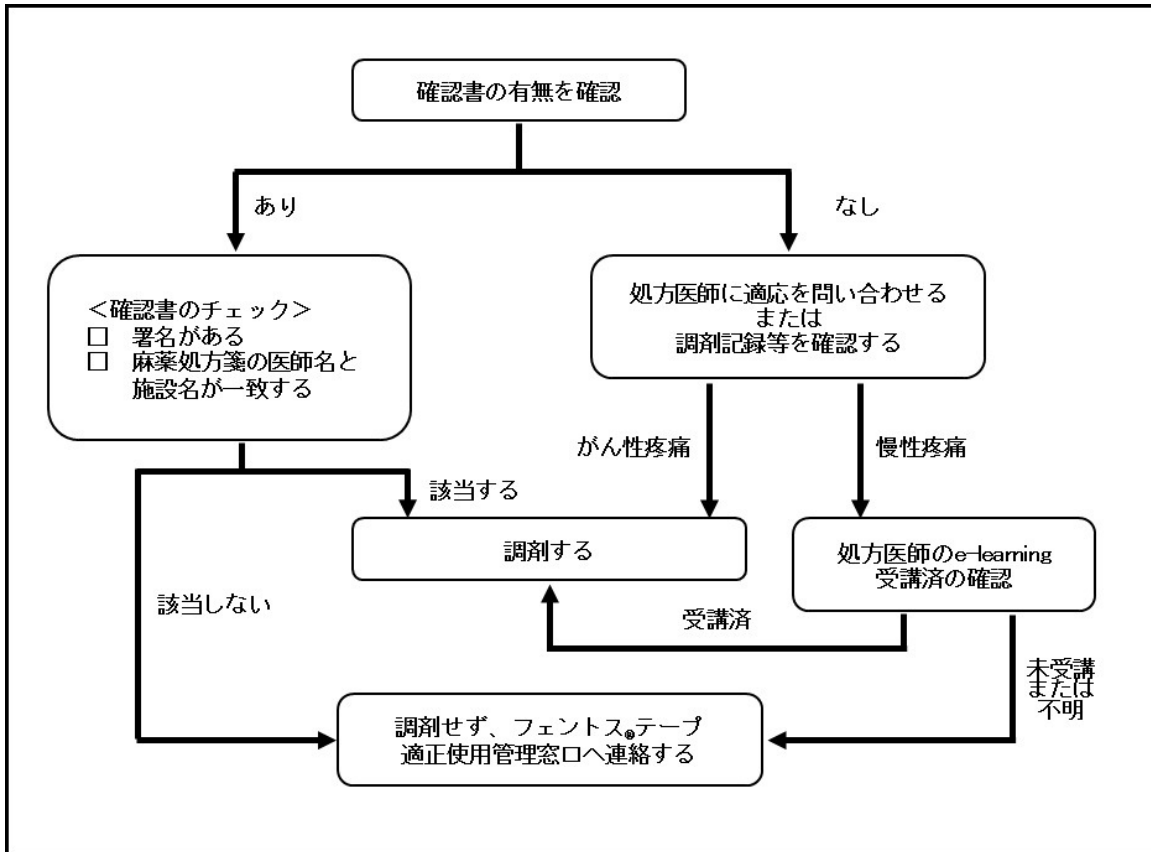 確認書の有無を確認
あり
なし
＜確認書のチェック＞
□ 署名がある
□ 麻薬処方箋の医師名と
施設名が一致する
処方医師に適応を問い合わせる
または
調剤記録等を確認する
がん性疼痛
慢性疼痛
該当する
調剤する
処方医師のe-learning
受講済の確認
該当しない
受講済
未受講
または
不明
調剤せず、フェントス®テープ
適正使用管理窓口へ連絡する